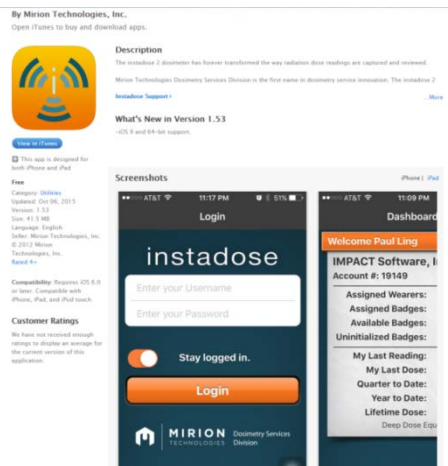 By Mirion Technologies, Inc.
Open iTunes to buy and download apps.
Description
The instadose 2 dosimeter has forever transformed the way radiation dose readings are captured and reviewed.
Mirion Technologies Dosimetry Services Division is the first name in dosimetry service innovation. The instadose 2
Instadose Support
...More
What's New in Version 1.53
-iOS 9 and 64-bit support.
View in iTunes
This app is designed for
both iPhone and iPad
Free
Category: Utilities
Updated: Oct 06, 2015
Version: 1.53
Size: 41.5 MB
Language: English
Seller: Mirion Technologies, Inc.
© 2012 Mirion
Technologies, Inc.
Rated 4+
Compatibility: Requires iOS 6.0
or later. Compatible with
iPhone, iPad, and iPod touch.
Customer Ratings
We have not received enough
ratings to display an average for
the current version of this
application.
Screenshots
iPhone | iPad
AT&T 11:17 PM 51%
Login
instadose
Enter your Username
Enter your Password
Stay logged in.
Login
MIRION Dosimetry Services
TECHNOLOGIES Division
AT&T 11:09 PM
Dashboard
Welcome Paul Ling
IMPACT Software, I
Account #: 19149
Assigned Wearers:
Assigned Badges:
Available Badges:
Uninitialized Badges:
My Last Reading:
My Last Dose:
Quarter to Date:
Year to Date:
Lifetime Dose:
Deep Dose Equ